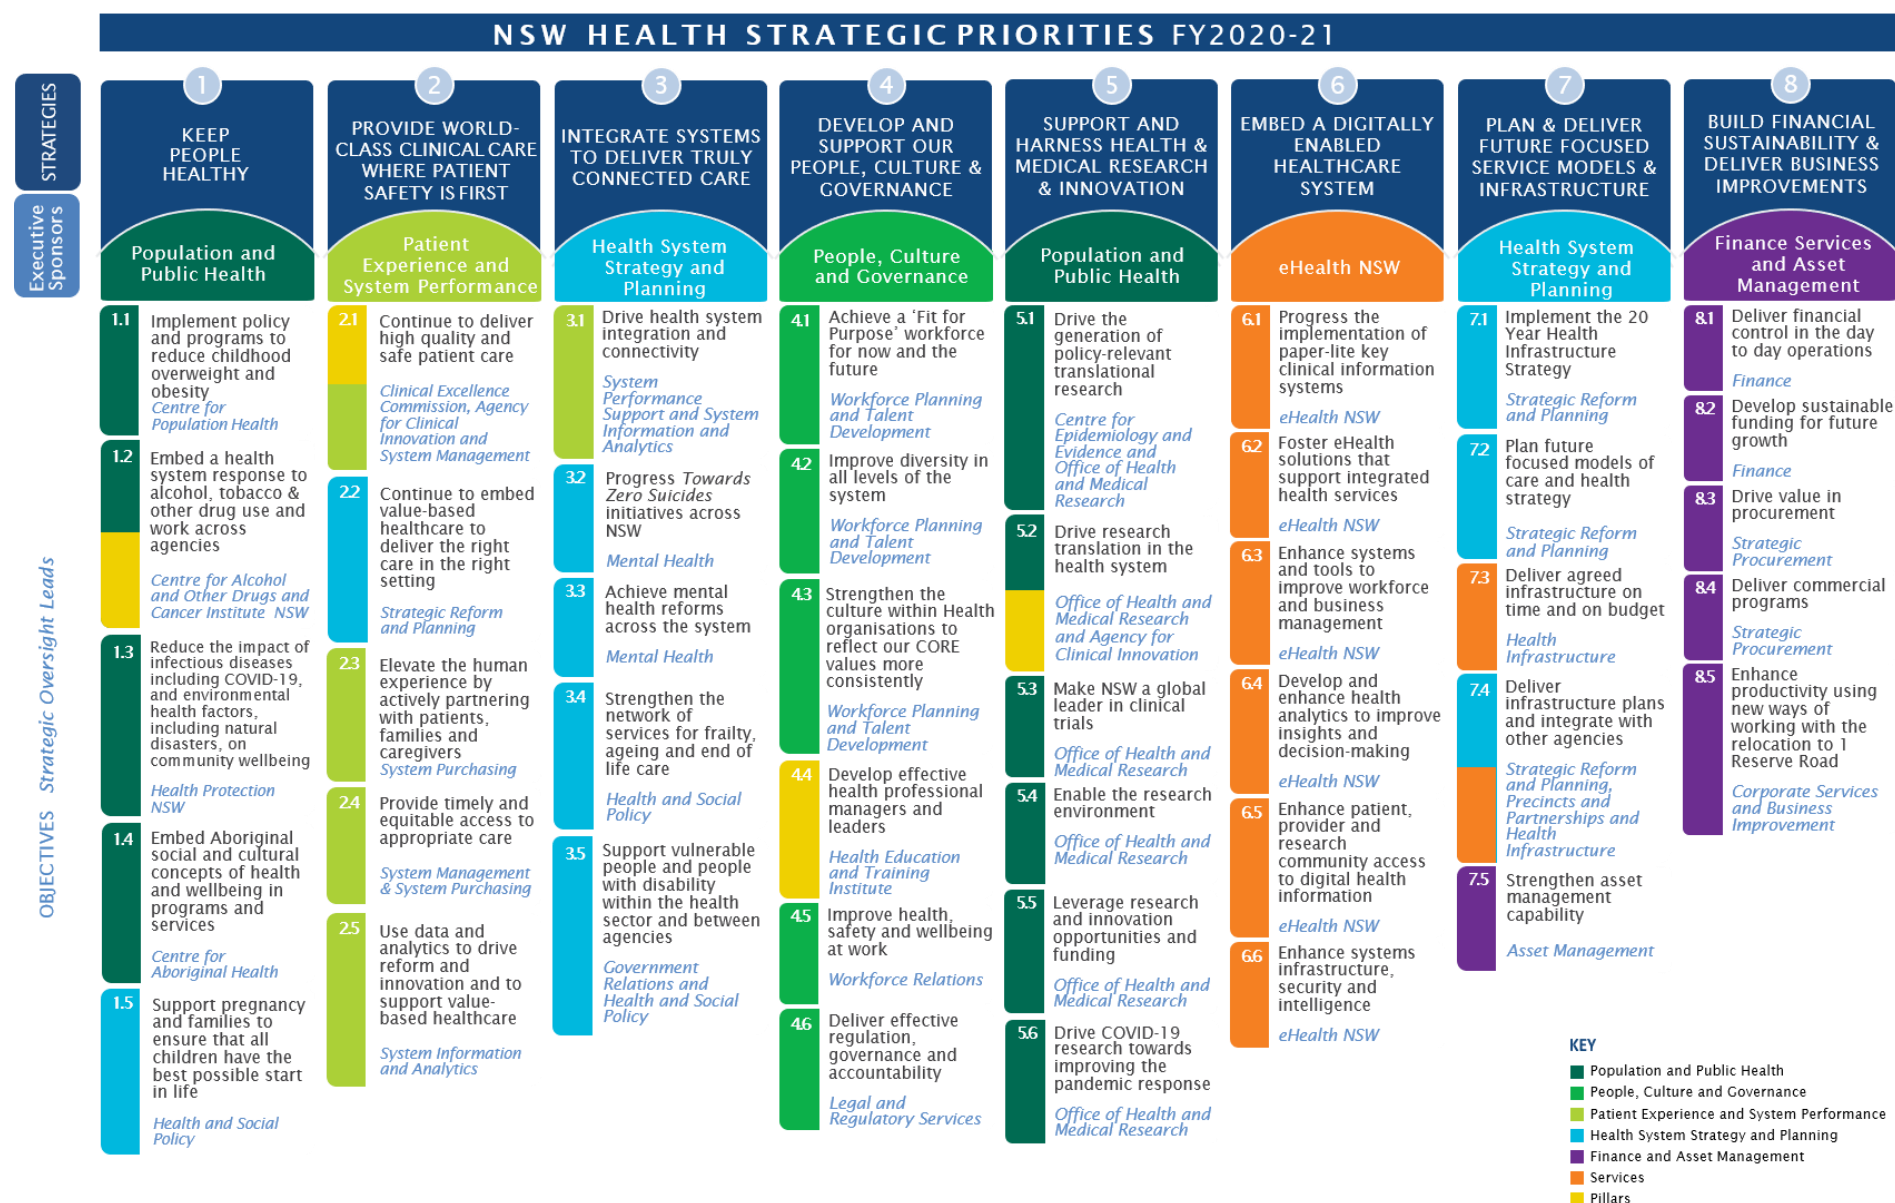 NSW HEALTH STRATEGIC PRIORITIES FY2020-21
STRATEGIES
Executive
Sponsors
OBJECTIVES Strategic Oversight Leads
1
KEEP
PEOPLE
HEALTHY
Population and
Public Health
1.1
Implement policy
and programs to
reduce childhood
overweight and
obesity
Centre for
Population Health
1.2
Embed a health
system response to
alcohol, tobacco &
other drug use and
work across
agencies
Centre for Alcohol
and Other Drugs and
Cancer Institute NSW
1.3
Reduce the impact of
infectious diseases
including COVID-19,
and environmental
health factors,
including natural
disasters, on
community wellbeing
Health Protection
NSW
1.4
Embed Aboriginal
social and cultural
concepts of health
and wellbeing in
programs and
services
Centre for
Aboriginal Health
1.5
Support pregnancy
and families to
ensure that all
children have the
best possible start
in life
Health and Social
Policy
2
PROVIDE WORLD-
CLASS CLINICAL CARE
WHERE PATIENT
SAFETY IS FIRST
Patient
Experience and
System Performance
2.1
Continue to deliver
high quality and
safe patient care
Clinical Excellence
Commission, Agency
for Clinical
Innovation and
System Management
2.2
Continue to embed
value-based
healthcare to
deliver the right
care in the right
setting
Strategic Reform
and Planning
2.3
Elevate the human
experience by
actively partnering
with patients,
families and
caregivers
System Purchasing
2.4
Provide timely and
equitable access to
appropriate care
System Management
& System Purchasing
2.5
Use data and
analytics to drive
reform and
innovation and to
support value-
based healthcare
System Information
and Analytics
3
INTEGRATE SYSTEMS
TO DELIVER TRULY
CONNECTED CARE
Health System
Strategy and
Planning
3.1
Drive health system
integration and
connectivity
System
Performance
Support and System
Information and
Analytics
3.2
Progress Towards
Zero Suicides
initiatives across
NSW
Mental Health
3.3
Achieve mental
health reforms
across the system
Mental Health
3.4
Strengthen the
network of
services for frailty,
ageing and end of
life care
Health and Social
Policy
3.5
Support vulnerable
people and people
with disability
within the health
sector and between
agencies
Government
Relations and
Health and Social
Policy
4
DEVELOP AND
SUPPORT OUR
PEOPLE, CULTURE &
GOVERNANCE
People, Culture
and Governance
4.1
Achieve a ‘Fit for
Purpose’ workforce
for now and the
future
Workforce Planning
and Talent
Development
4.2
Improve diversity in
all levels of the
system
Workforce Planning
and Talent
Development
4.3
Strengthen the
culture within Health
organisations to
reflect our CORE
values more
consistently
Workforce Planning
and Talent
Development
4.4
Develop effective
health professional
managers and
leaders
Health Education
and Training
Institute
4.5
Improve health,
safety and wellbeing
at work
Workforce Relations
4.6
Deliver effective
regulation,
governance and
accountability
Legal and
Regulatory Services
5
SUPPORT AND
HARNESS HEALTH &
MEDICAL RESEARCH
& INNOVATION
Population and
Public Health
5.1
Drive the
generation of
policy-relevant
translational
research
Centre for
Epidemiology and
Evidence and
Office of Health
and Medical
Research
5.2
Drive research
translation in the
health system
Office of Health and
Medical Research
and Agency for
Clinical Innovation
5.3
Make NSW a global
leader in clinical
trials
Office of Health and
Medical Research
5.4
Enable the research
environment
Office of Health and
Medical Research
5.5
Leverage research
and innovation
opportunities and
funding
Office of Health and
Medical Research
5.6
Drive COVID-19
research towards
improving the
pandemic response
Office of Health and
Medical Research
6
EMBED A DIGITALLY
ENABLED
HEALTHCARE
SYSTEM
eHealth NSW
6.1
Progress the
implementation of
paper-lite key
clinical information
systems
eHealth NSW
6.2
Foster eHealth
solutions that
support integrated
health services
eHealth NSW
6.3
Enhance systems
and tools to
improve workforce
and business
management
eHealth NSW
6.4
Develop and
enhance health
analytics to improve
insights and
decision-making
eHealth NSW
6.5
Enhance patient,
provider and
research
community access
to digital health
information
eHealth NSW
6.6
Enhance systems
infrastructure,
security and
intelligence
eHealth NSW
7
PLAN & DELIVER
FUTURE FOCUSED
SERVICE MODELS &
INFRASTRUCTURE
Health System
Strategy and
Planning
7.1
Implement the 20
Year Health
Infrastructure
Strategy
Strategic Reform
and Planning
7.2
Plan future
focused models of
care and health
strategy
Strategic Reform
and Planning
7.3
Deliver agreed
infrastructure on
time and on budget
Health
Infrastructure
7.4
Deliver
infrastructure plans
and integrate with
other agencies
Strategic Reform
and Planning,
Precincts and
Partnerships and
Health
Infrastructure
7.5
Strengthen asset
management
capability
Asset Management
8
BUILD FINANCIAL
SUSTAINABILITY &
DELIVER BUSINESS
IMPROVEMENTS
Finance Services
and Asset
Management
8.1
Deliver financial
control in the day
to day operations
Finance
8.2
Develop sustainable
funding for future
growth
Finance
8.3
Drive value in
procurement
Strategic
Procurement
8.4
Deliver commercial
programs
Strategic
Procurement
8.5
Enhance
productivity using
new ways of
working with the
relocation to 1
Reserve Road
Corporate Services
and Business
Improvement
KEY
Population and Public Health
People, Culture and Governance
Patient Experience and System Performance
Health System Strategy and Planning
Finance and Asset Management
Services
Pillars